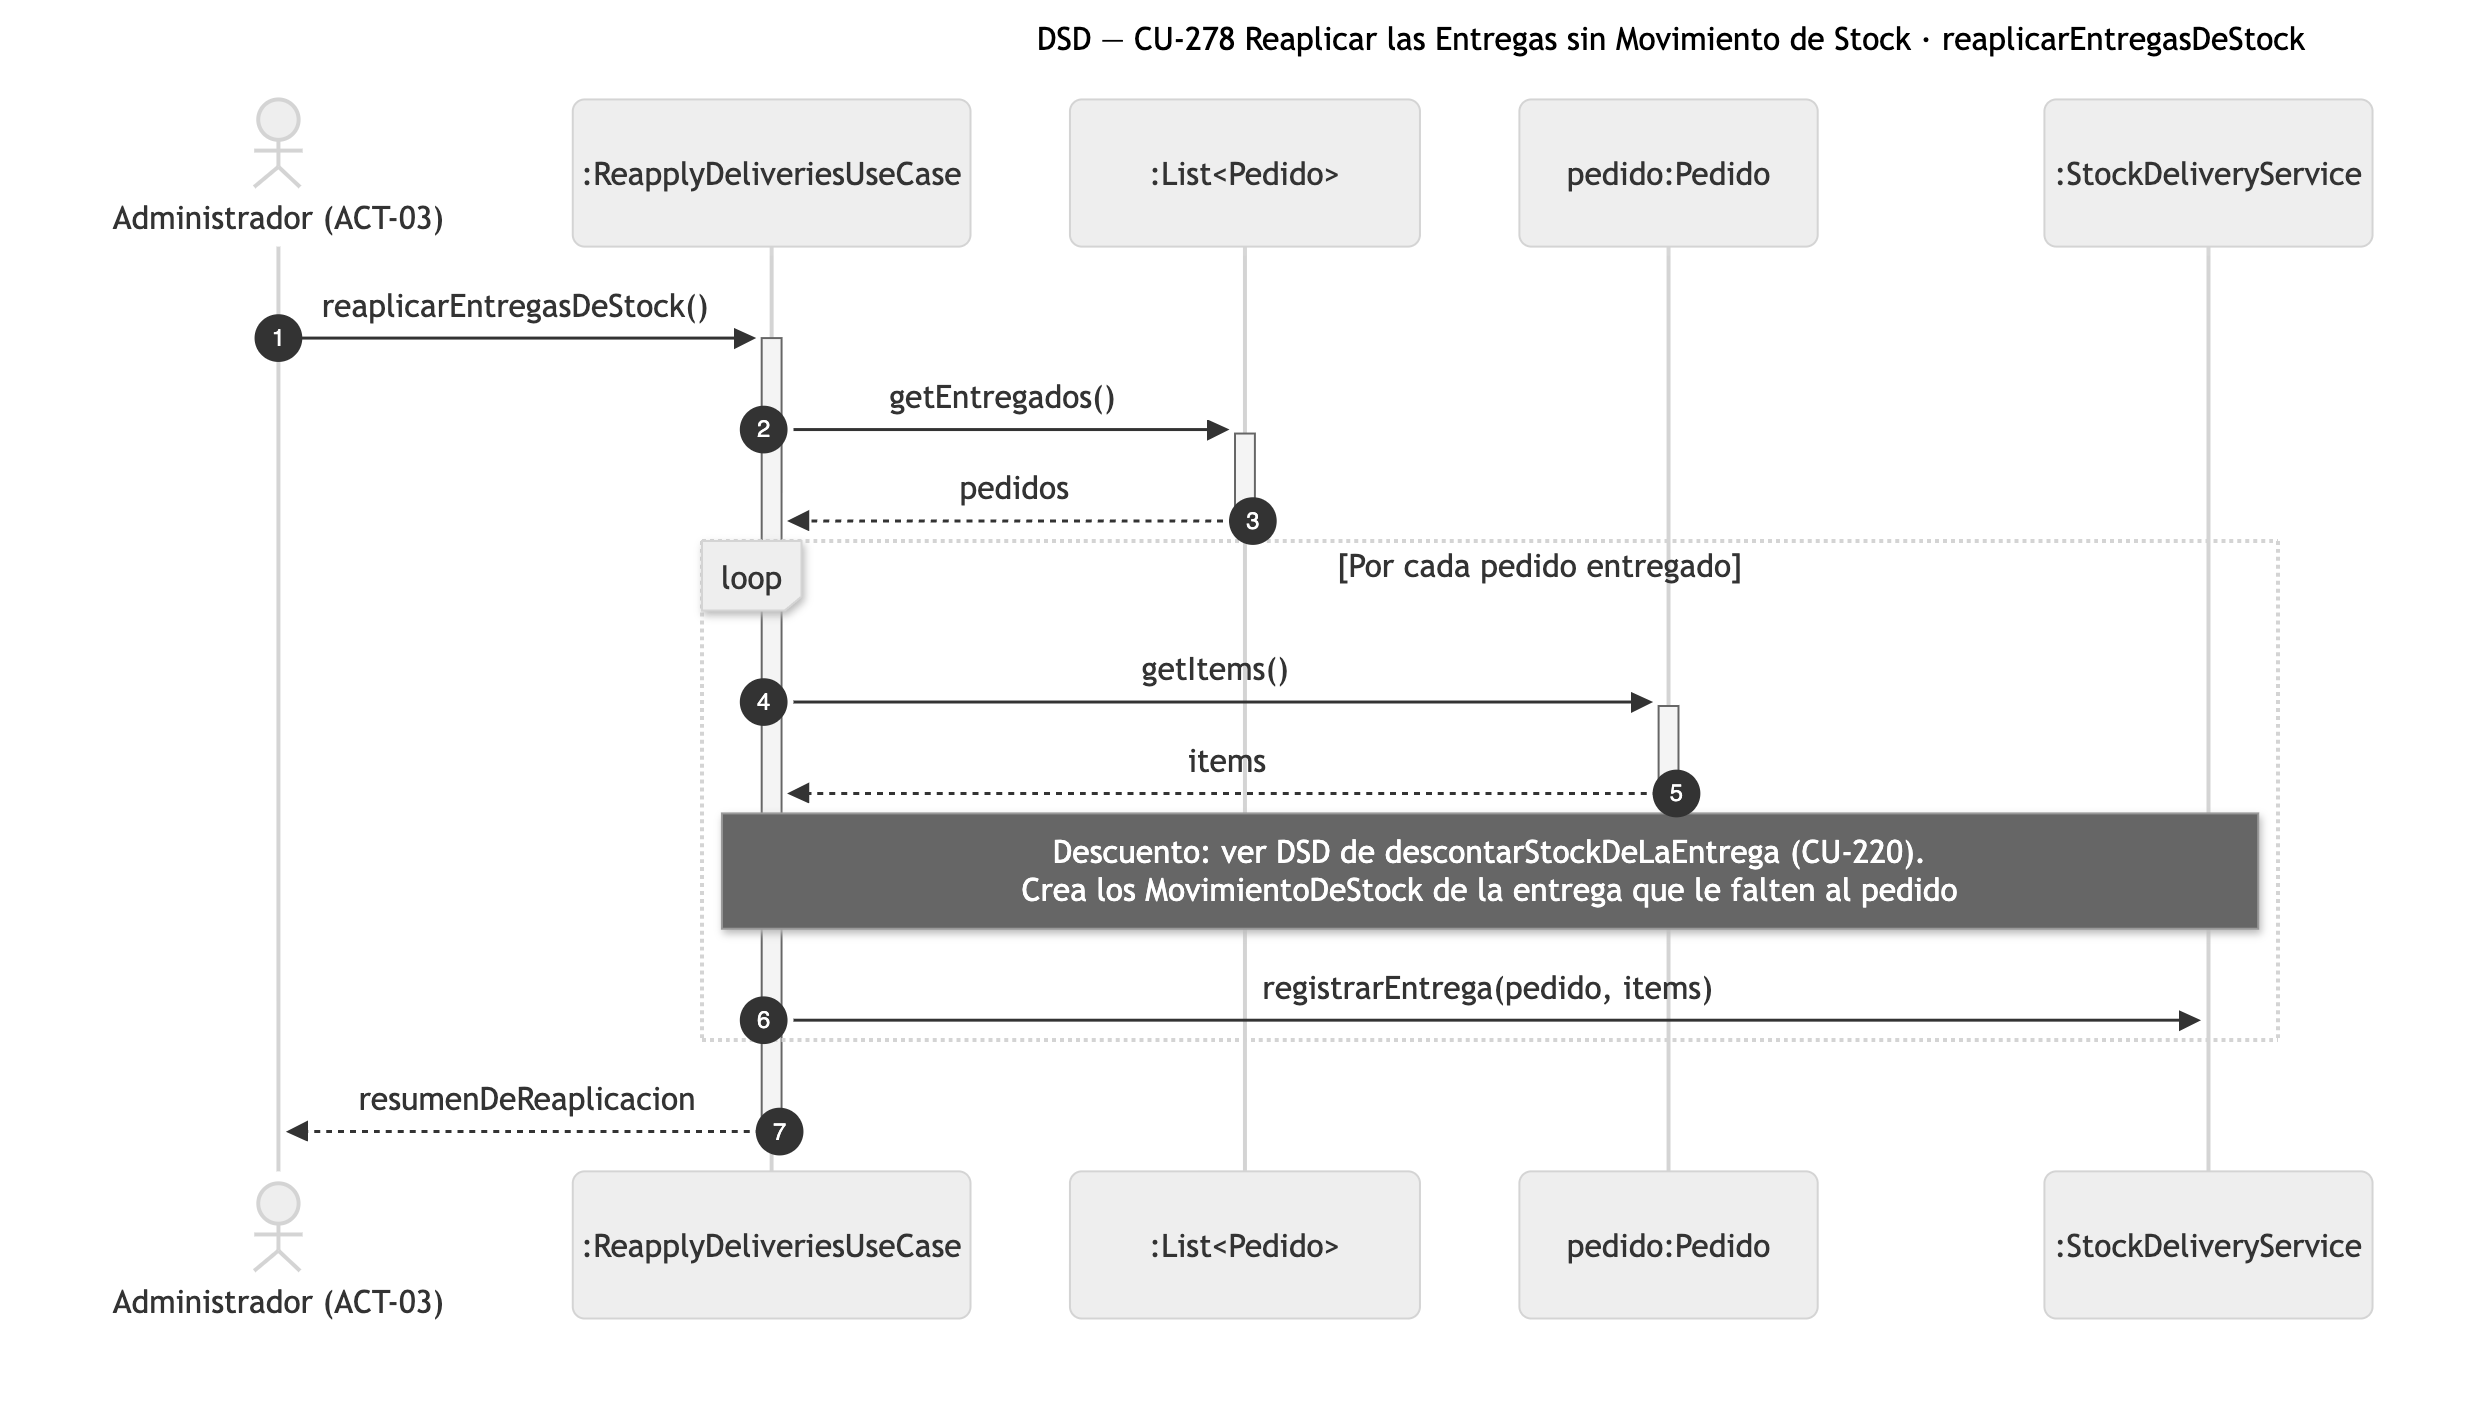 DSD — CU-278 Reaplicar las Entregas sin Movimiento de Stock · reaplicarEntregasDeStock
Administrador (ACT-03)
:ReapplyDeliveriesUseCase
:List<Pedido>
pedido:Pedido
:StockDeliveryService
reaplicarEntregasDeStock()
1
getEntregados()
2
pedidos
3
loop
[Por cada pedido entregado]
getItems()
4
items
5
Descuento: ver DSD de descontarStockDeLaEntrega (CU-220).
Crea los MovimientoDeStock de la entrega que le falten al pedido
registrarEntrega(pedido, items)
6
resumenDeReaplicacion
7
Administrador (ACT-03)
:ReapplyDeliveriesUseCase
:List<Pedido>
pedido:Pedido
:StockDeliveryService